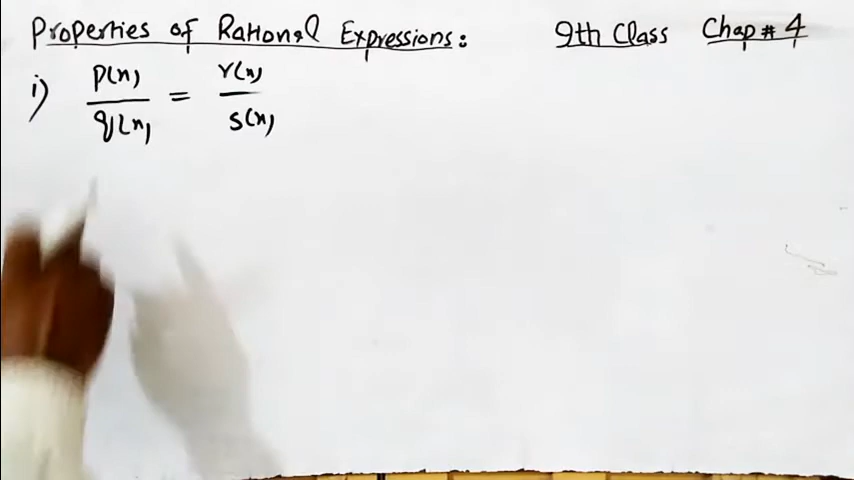 Properties of Rational Expressions: 9th Class Chap # 4
i) p(x)/q(x) = r(x)/s(x)